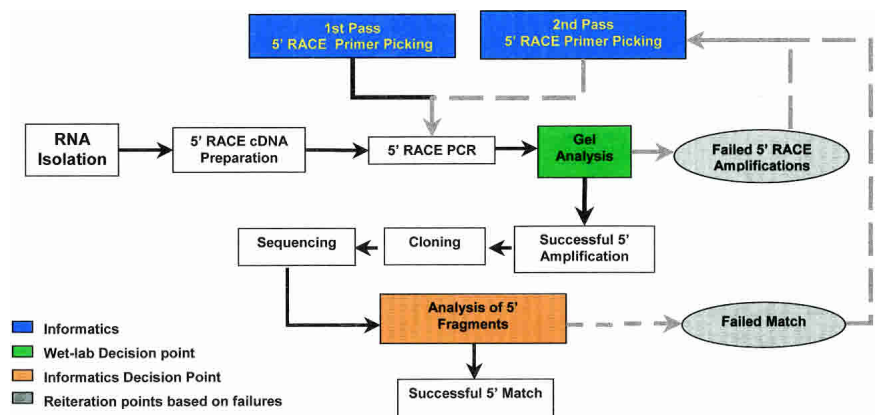 1st Pass
5' RACE Primer Picking
2nd Pass
5' RACE Primer Picking
RNA
Isolation
5' RACE cDNA
Preparation
5' RACE PCR
Gel
Analysis
Failed 5' RACE
Amplifications
Sequencing
Cloning
Successful 5'
Amplification
Analysis of 5'
Fragments
Failed Match
Successful 5' Match
Informatics
Wet-lab Decision point
Informatics Decision Point
Reiteration points based on failures